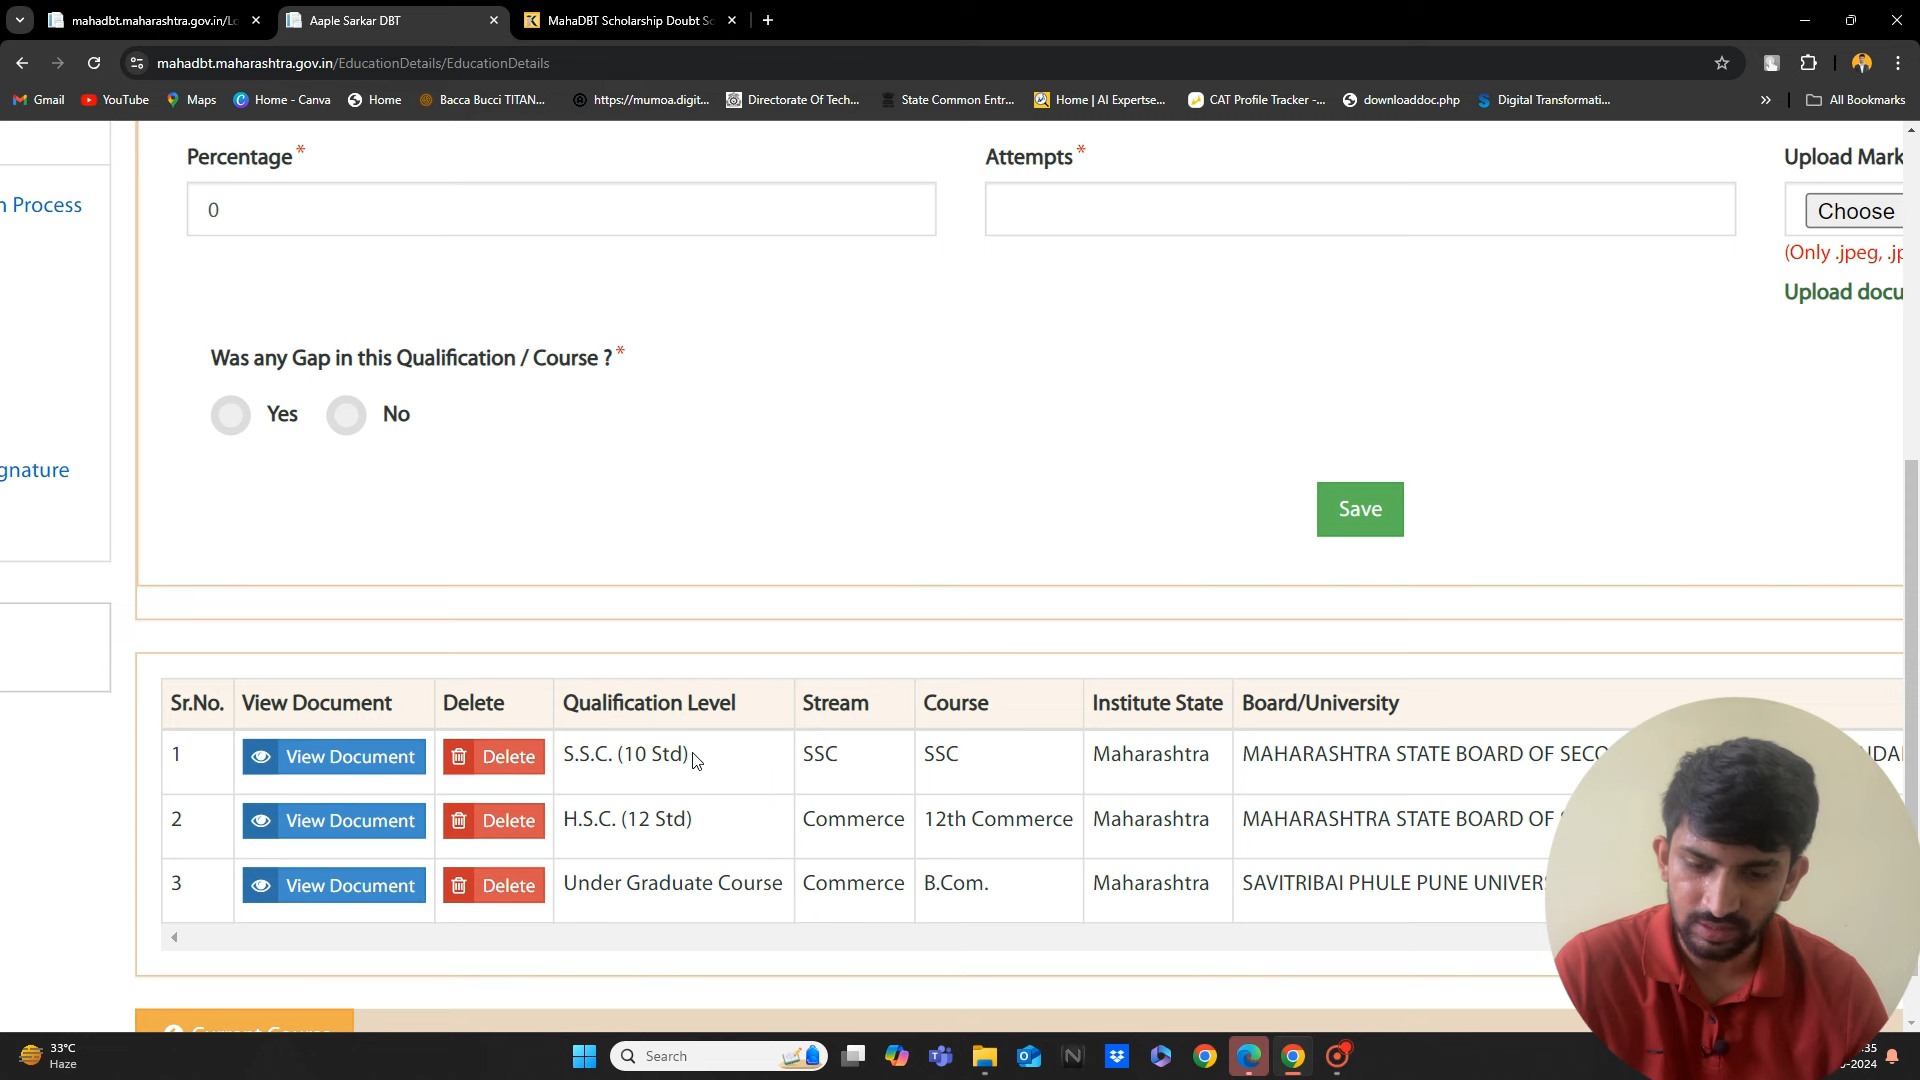 mahadbt.maharashtra.gov.in/Lo
Aaple Sarkar DBT
MahaDBT Scholarship Doubt So
mahadbt.maharashtra.gov.in/EducationDetails/EducationDetails
Gmail
YouTube
Maps
Home - Canva
Home
Bacca Bucci TITAN...
https://mumoa.digit...
Directorate Of Tech...
State Common Entr...
Home | AI Expertse...
CAT Profile Tracker -...
downloaddoc.php
Digital Transformati...
All Bookmarks
Percentage *
Attempts *
Upload Mark
n Process
0
Choose
(Only .jpeg, .jp
Upload docu
Was any Gap in this Qualification / Course ? *
Yes
No
gnature
Save
Sr.No. View Document Delete Qualification Level Stream Course Institute State Board/University
1 View Document Delete S.S.C. (10 Std) SSC SSC Maharashtra MAHARASHTRA STATE BOARD OF SECO
2 View Document Delete H.S.C. (12 Std) Commerce 12th Commerce Maharashtra MAHARASHTRA STATE BOARD OF
3 View Document Delete Under Graduate Course Commerce B.Com. Maharashtra SAVITRIBAI PHULE PUNE UNIVERS
Current Course
33°C
Haze
Search
:35
-2024